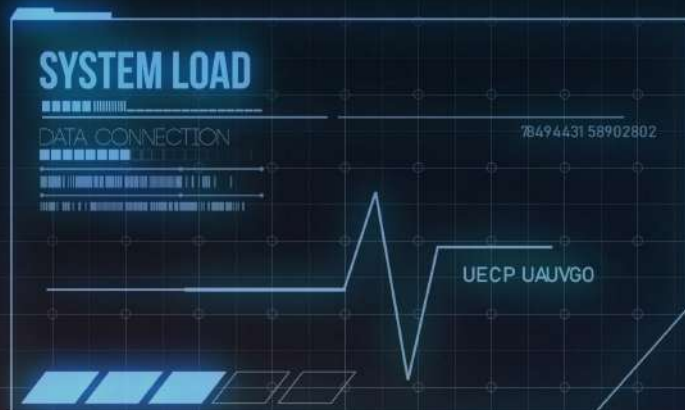 SYSTEM LOAD
DATA CONNECTION
78494431 58902802
UECP UAUVGO